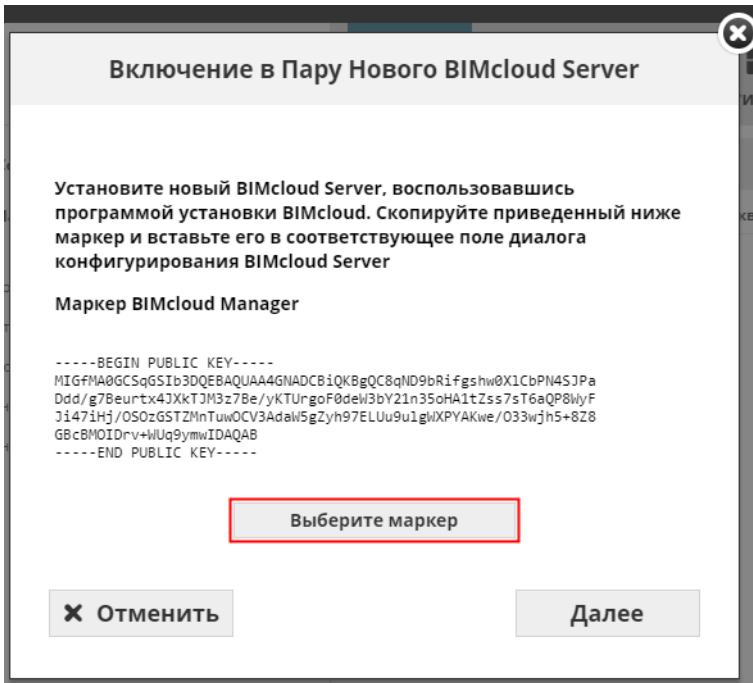 Включение в Пару Нового BIMcloud Server
Установите новый BIMcloud Server, воспользовавшись
программой установки BIMcloud. Скопируйте приведенный ниже
маркер и вставьте его в соответствующее поле диалога
конфигурирования BIMcloud Server
Маркер BIMcloud Manager
-----BEGIN PUBLIC KEY-----
MIGfMA0GCSqGSIb3DQEBAQUAA4GNADCBiQKBgQC8qND9bRifgshw0XlCbPN4SJPa
Ddd/g7Beurtx4JXkTJM3z7Be/yKTUrgoF0deW3bY21n35oHA1tZss7sT6aQP8WyF
Ji47iHj/OSOzGSTZMnTuwOCV3AdaW5gZyh97ELUu9ulgWXPYAKwe/O33wjh5+8Z8
GBcBMOIDrv+WUq9ymwIDAQAB
-----END PUBLIC KEY-----
Выберите маркер
Отменить
Далее